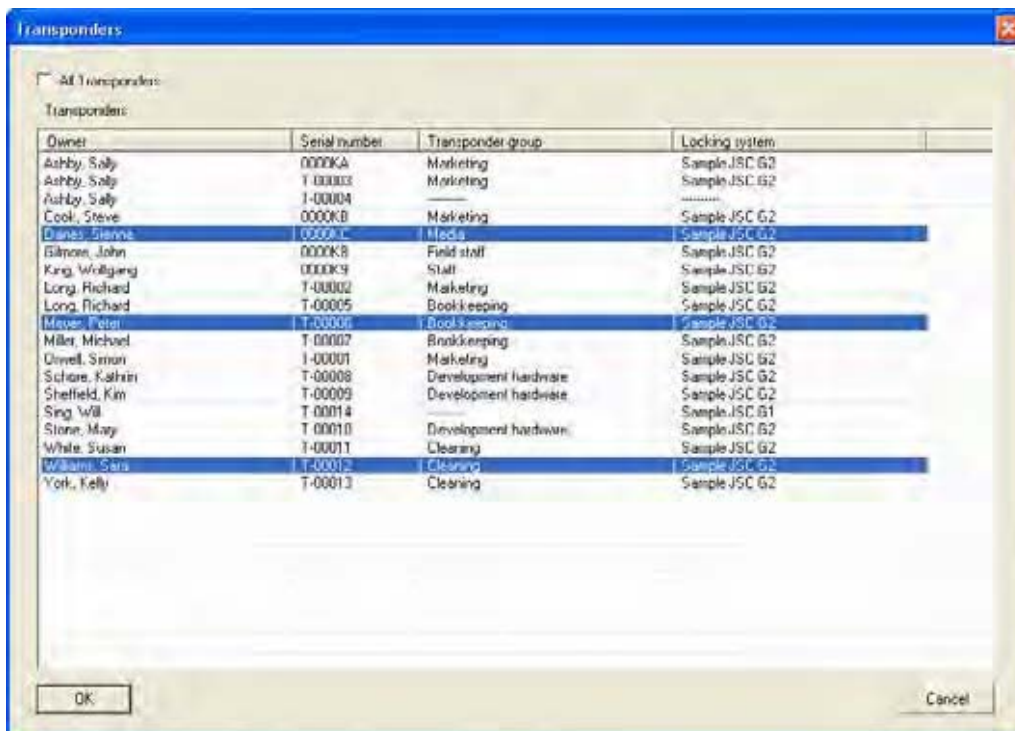 Transponders
All Transponders
Transponders
Owner Serial number Transponder group Locking system
Ashby, Sally 0000KA Marketing Sample JSC G2
Ashby, Sally T-00003 Marketing Sample JSC G2
Ashby, Sally T-00004 -------- ---------
Cook, Steve 0000KB Marketing Sample JSC G2
Danes, Sienna 0000KC Media Sample JSC G2
Gilmore, John 0000K8 Field staff Sample JSC G2
King, Wolfgang 0000K9 Staff Sample JSC G2
Long, Richard T-00002 Marketing Sample JSC G2
Long, Richard T-00005 Bookkeeping Sample JSC G2
Meyer, Peter T-00006 Bookkeeping Sample JSC G2
Miller, Michael T-00007 Bookkeeping Sample JSC G2
Orwell, Simon T-00001 Marketing Sample JSC G2
Kathrin T-00008 Development hardware Sample JSC G2
Sheffield, Kim T-00009 Development hardware Sample JSC G2
Sing, Will T-00014 -------- Sample JSC G1
Stone, Mary T-00010 Development hardware Sample JSC G2
White, Susan T-00011 Cleaning Sample JSC G2
Williams, Sara T-00012 Cleaning Sample JSC G2
York, Kelly T-00013 Cleaning Sample JSC G2
OK Cancel